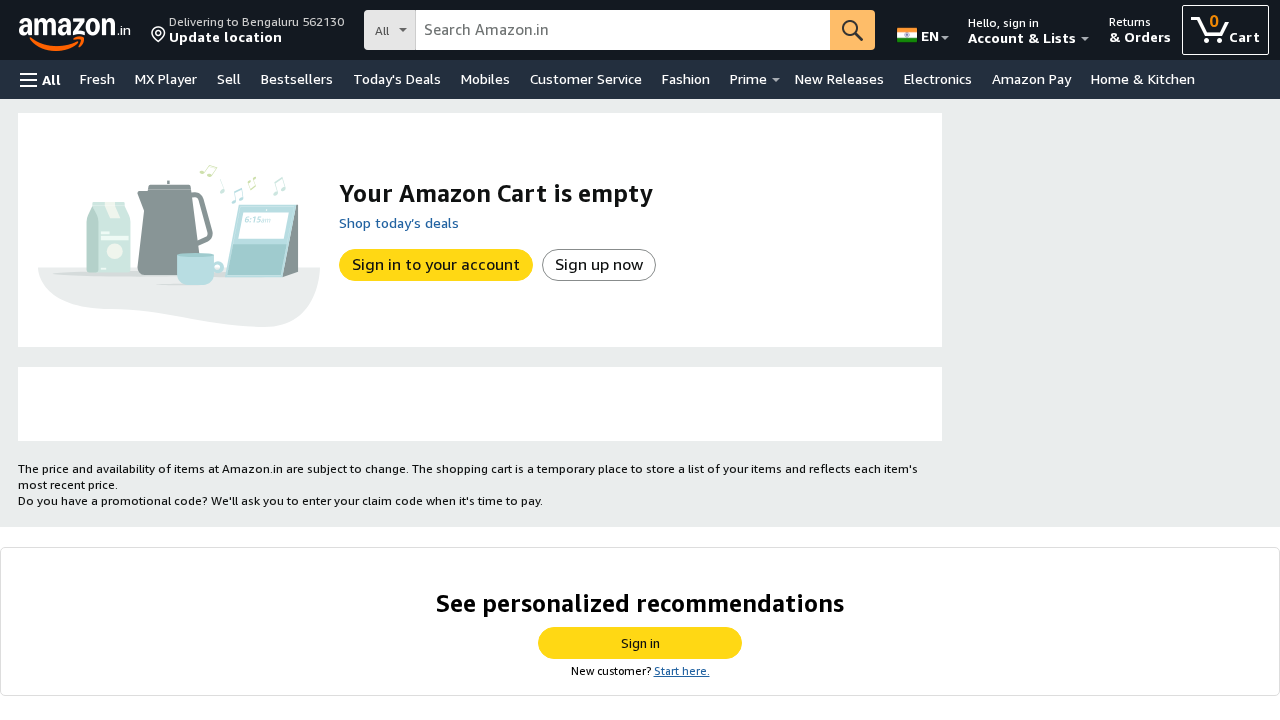 amazon.in
Delivering to Bengaluru 562130
Update location
All
Search Amazon.in
EN
Hello, sign in
Account & Lists
Returns
& Orders
0
Cart
All
Fresh
MX Player
Sell
Bestsellers
Today's Deals
Mobiles
Customer Service
Fashion
Prime
New Releases
Electronics
Amazon Pay
Home & Kitchen
6:15am
Your Amazon Cart is empty
Shop today's deals
Sign in to your account
Sign up now
The price and availability of items at Amazon.in are subject to change. The shopping cart is a temporary place to store a list of your items and reflects each item's
most recent price.
Do you have a promotional code? We'll ask you to enter your claim code when it's time to pay.
See personalized recommendations
Sign in
New customer? Start here.